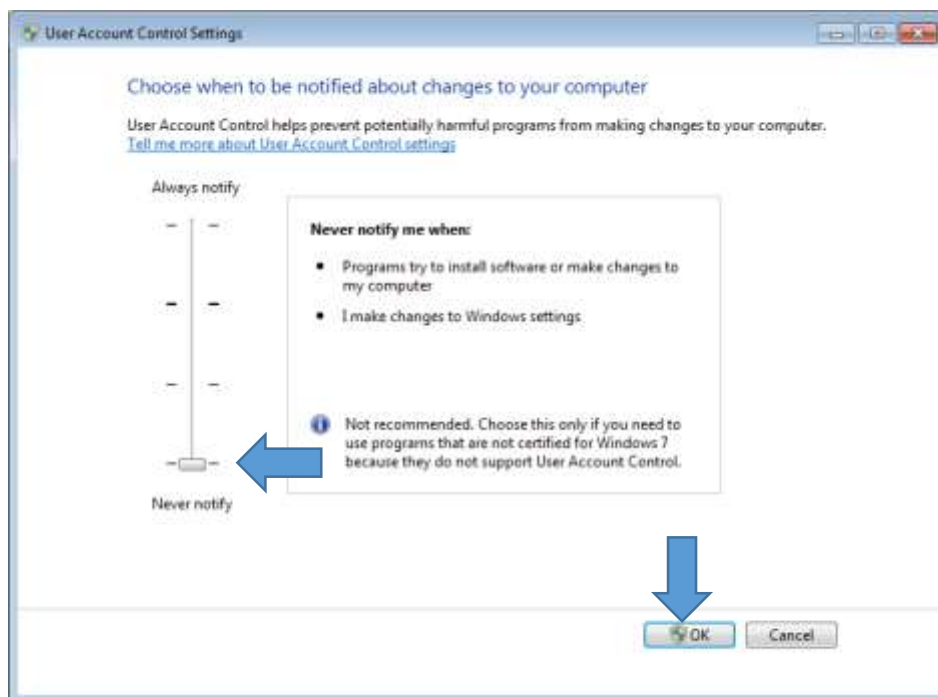 User Account Control Settings
Choose when to be notified about changes to your computer
User Account Control helps prevent potentially harmful programs from making changes to your computer.
Tell me more about User Account Control settings
Always notify
Never notify me when:
Programs try to install software or make changes to
my computer
I make changes to Windows settings
Not recommended. Choose this only if you need to
use programs that are not certified for Windows 7
because they do not support User Account Control.
Never notify
OK
Cancel